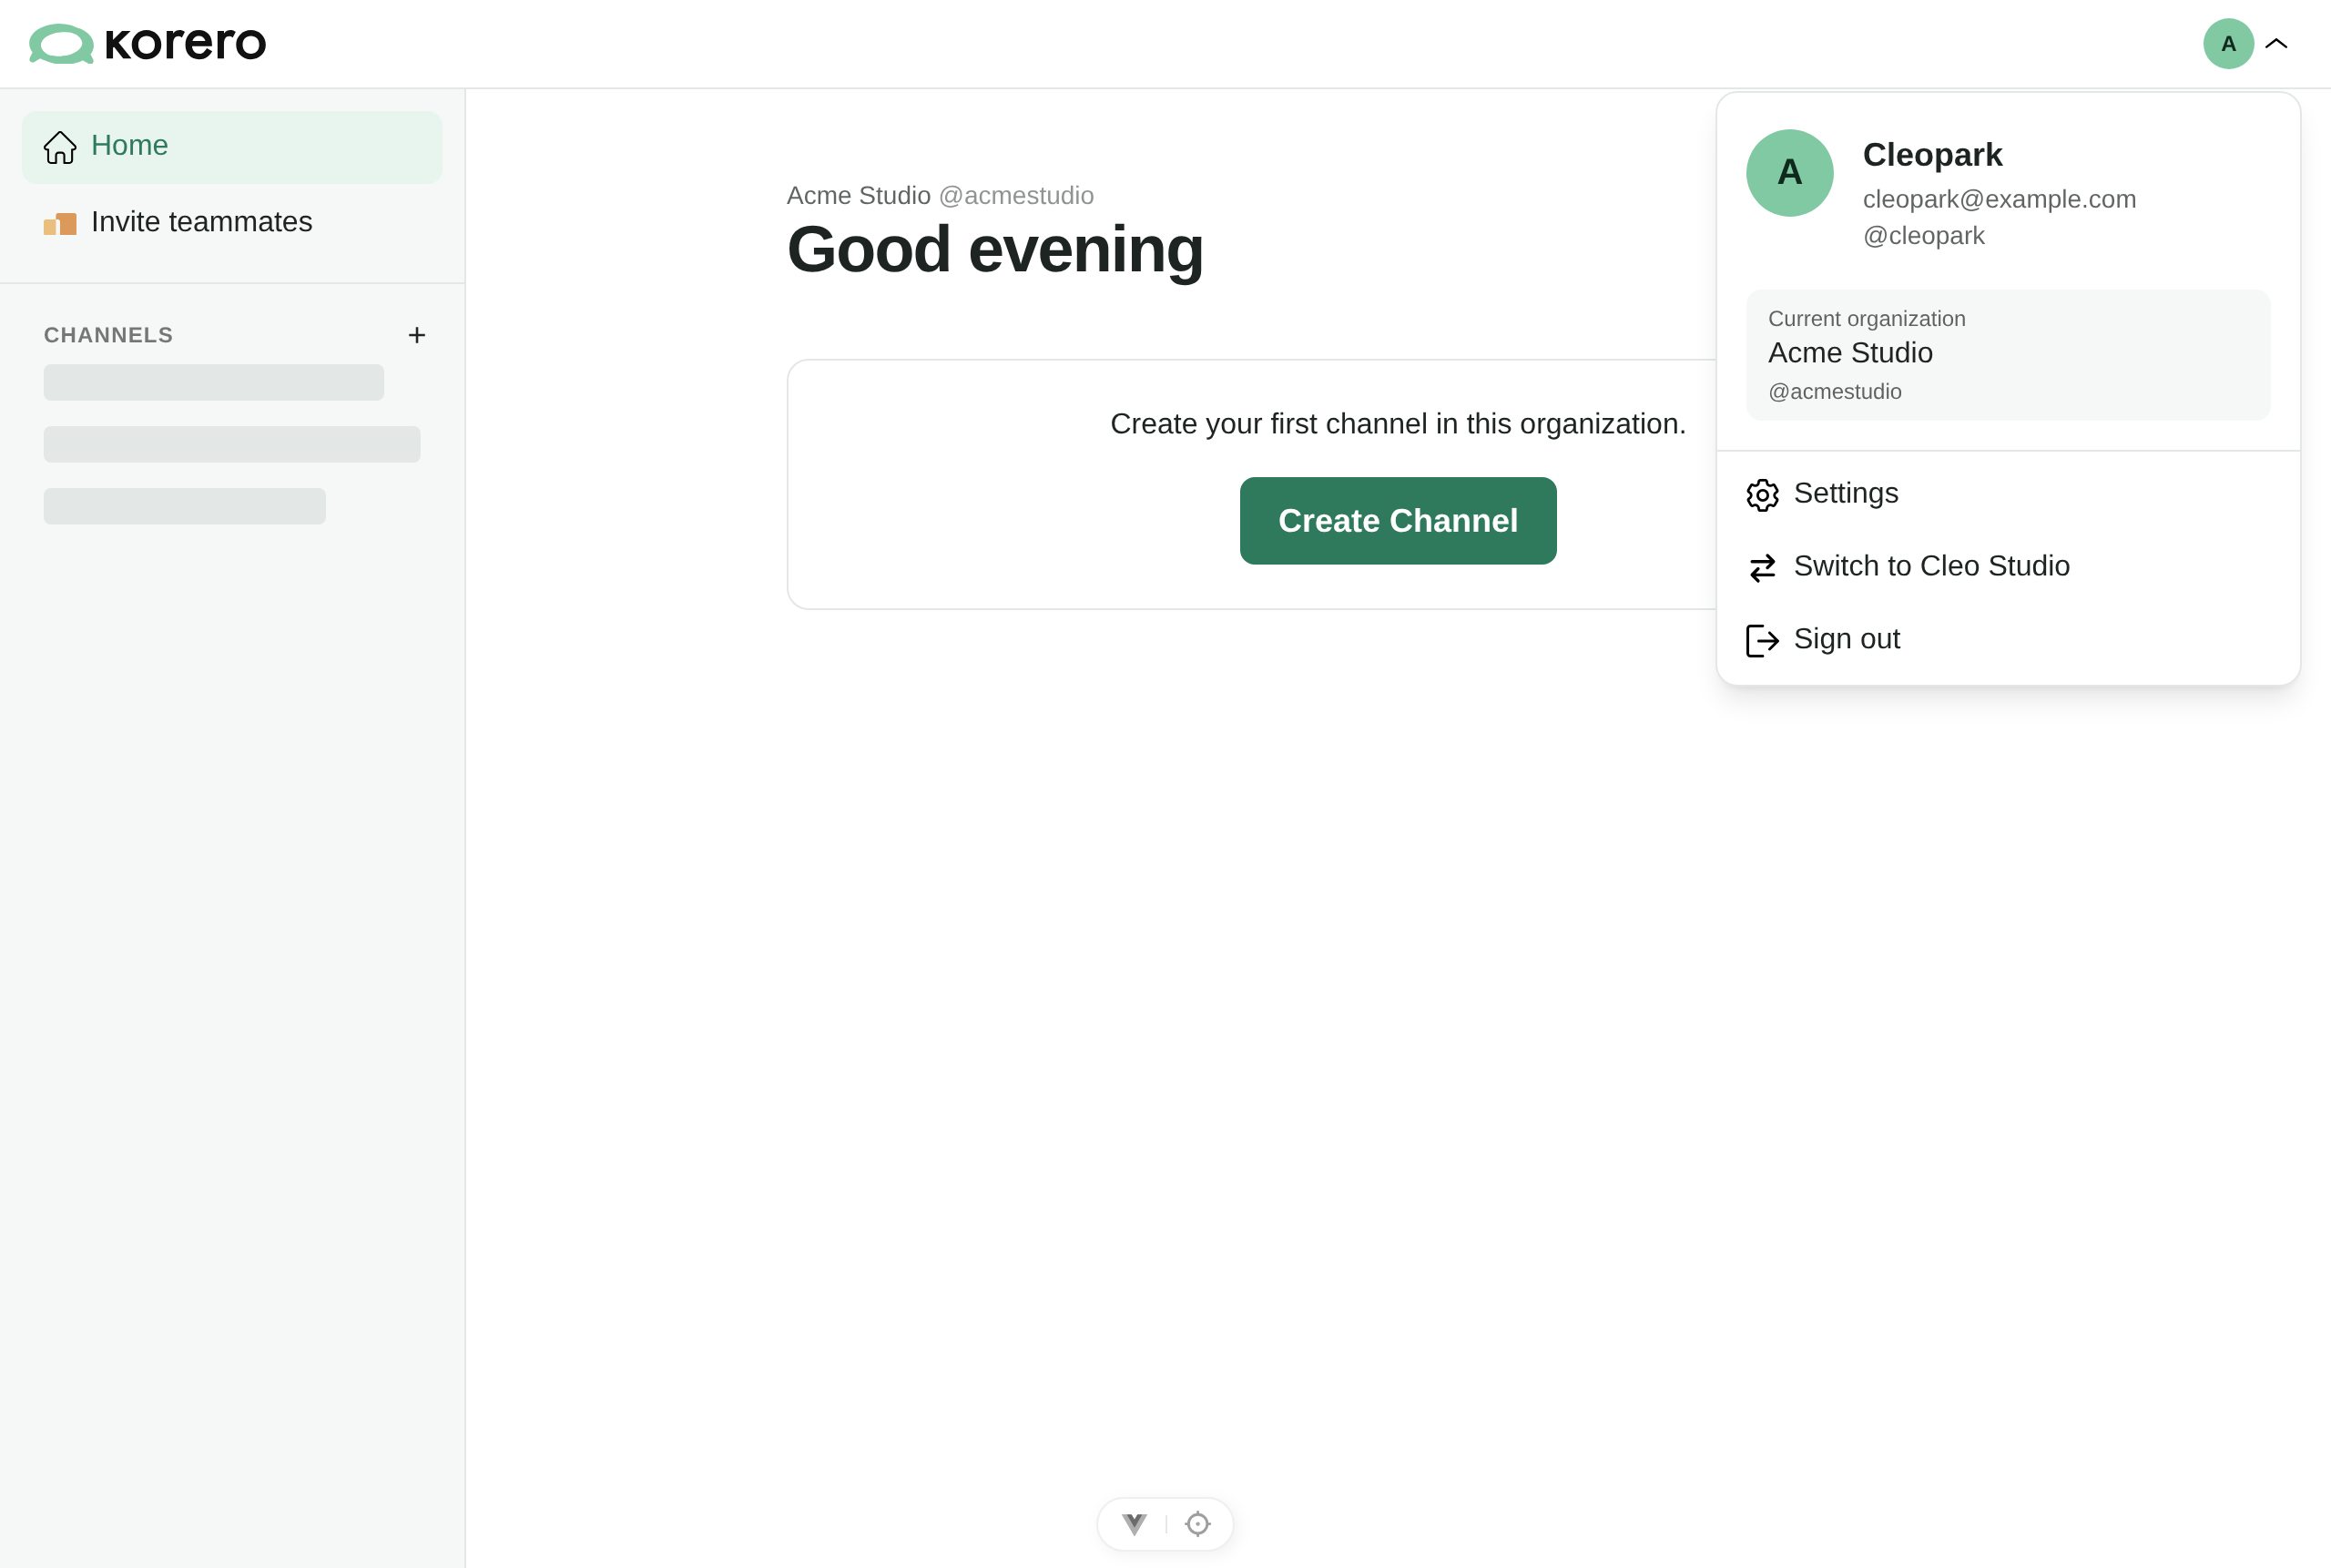 korero
A
Home
Invite teammates
CHANNELS
Acme Studio @acmestudio
Good evening
Create your first channel in this organization.
Create Channel
A
Cleopark
cleopark@example.com
@cleopark
Current organization
Acme Studio
@acmestudio
Settings
Switch to Cleo Studio
Sign out